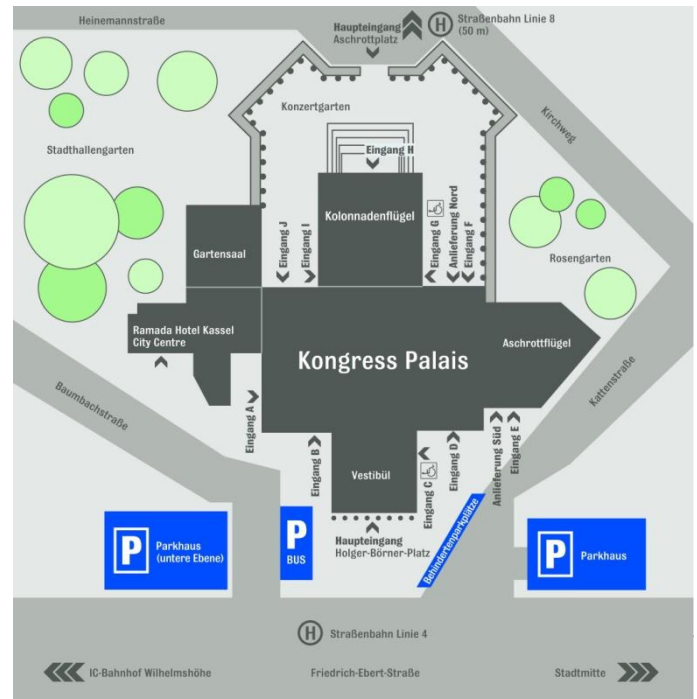 Heinemannstraße
Haupteingang
Aschrottplatz
H
Straßenbahn Linie 8
(50 m)
Kirchweg
Konzertgarten
Stadthallengarten
Eingang H
Kolonnadenflügel
Gartensaal
Eingang J
Eingang I
Eingang G
Anlieferung Nord
Eingang F
Rosengarten
Ramada Hotel Kassel
City Centre
Kongress Palais
Aschrottflügel
Kattenstraße
Baumbachstraße
Eingang A
Eingang B
Vestibül
Eingang C
Eingang D
Anlieferung Süd
Eingang E
Haupteingang
Holger-Börner-Platz
Behindertenparkplätze
P
Parkhaus
(untere Ebene)
P
BUS
P
Parkhaus
H
Straßenbahn Linie 4
IC-Bahnhof Wilhelmshöhe
Friedrich-Ebert-Straße
Stadtmitte